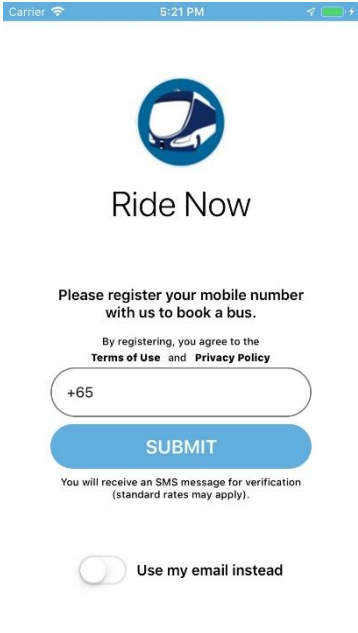 Carrier 5:21 PM
Ride Now
Please register your mobile number
with us to book a bus.
By registering, you agree to the
Terms of Use and Privacy Policy
+65
SUBMIT
You will receive an SMS message for verification
(standard rates may apply).
Use my email instead